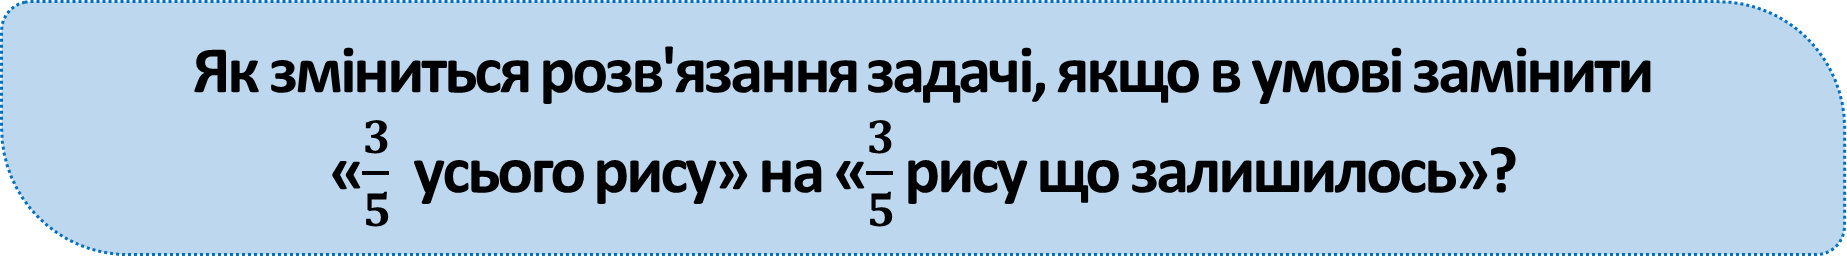 Як зміниться розв'язання задачі, якщо в умові замінити
«3/5 усього рису» на «3/5 рису що залишилось»?